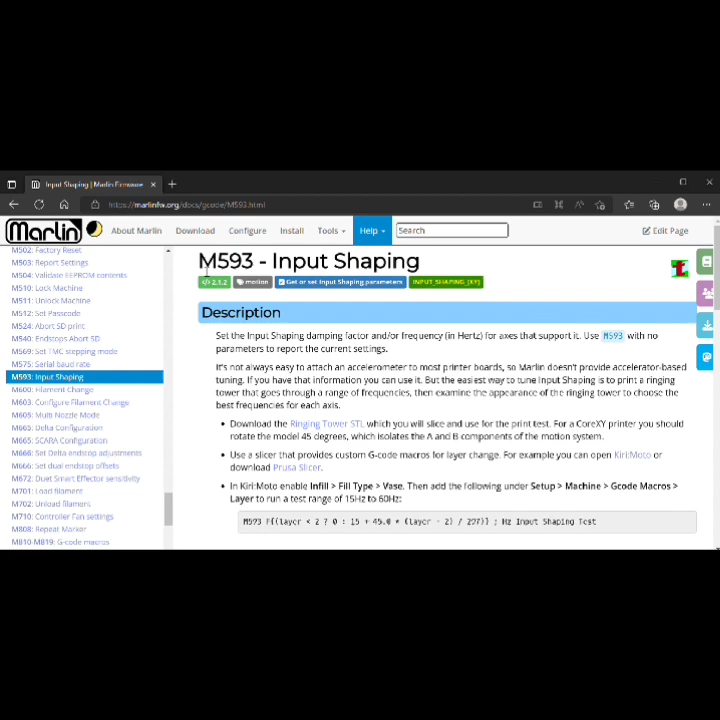 Input Shaping | Marlin Firmware
https://marlinfw.org/docs/gcode/M593.html
Marlin
About Marlin
Download
Configure
Install
Tools
Help
Search
Edit Page
M502: Factory Reset
M503: Report Settings
M504: Validate EEPROM contents
M510: Lock Machine
M511: Unlock Machine
M512: Set Passcode
M524: Abort SD print
M540: Endstops Abort SD
M569: Set TMC stepping mode
M575: Serial baud rate
M593: Input Shaping
M600: Filament Change
M603: Configure Filament Change
M605: Multi Nozzle Mode
M665: Delta Configuration
M665: SCARA Configuration
M666: Set Delta endstop adjustments
M666: Set dual endstop offsets
M672: Duet Smart Effector sensitivity
M701: Load filament
M702: Unload filament
M710: Controller Fan settings
M808: Repeat Marker
M810-M819: G-code macros
M593 - Input Shaping
</> 2.1.2
motion
Get or set Input Shaping parameters
INPUT_SHAPING_[XY]
Description
Set the Input Shaping damping factor and/or frequency (in Hertz) for axes that support it. Use M593 with no
parameters to report the current settings.
It's not always easy to attach an accelerometer to most printer boards, so Marlin doesn't provide accelerator-based
tuning. If you have that information you can use it. But the easiest way to tune Input Shaping is to print a ringing
tower that goes through a range of frequencies, then examine the appearance of the ringing tower to choose the
best frequencies for each axis.
• Download the Ringing Tower STL which you will slice and use for the print test. For a CoreXY printer you should
rotate the model 45 degrees, which isolates the A and B components of the motion system.
• Use a slicer that provides custom G-code macros for layer change. For example you can open Kiri:Moto or
download Prusa Slicer.
• In Kiri:Moto enable Infill > Fill Type > Vase. Then add the following under Setup > Machine > Gcode Macros >
Layer to run a test range of 15Hz to 60Hz:
M593 F{(layer < 2 ? 0 : 15 + 45.0 * (layer - 2) / 297)} ; Hz Input Shaping Test